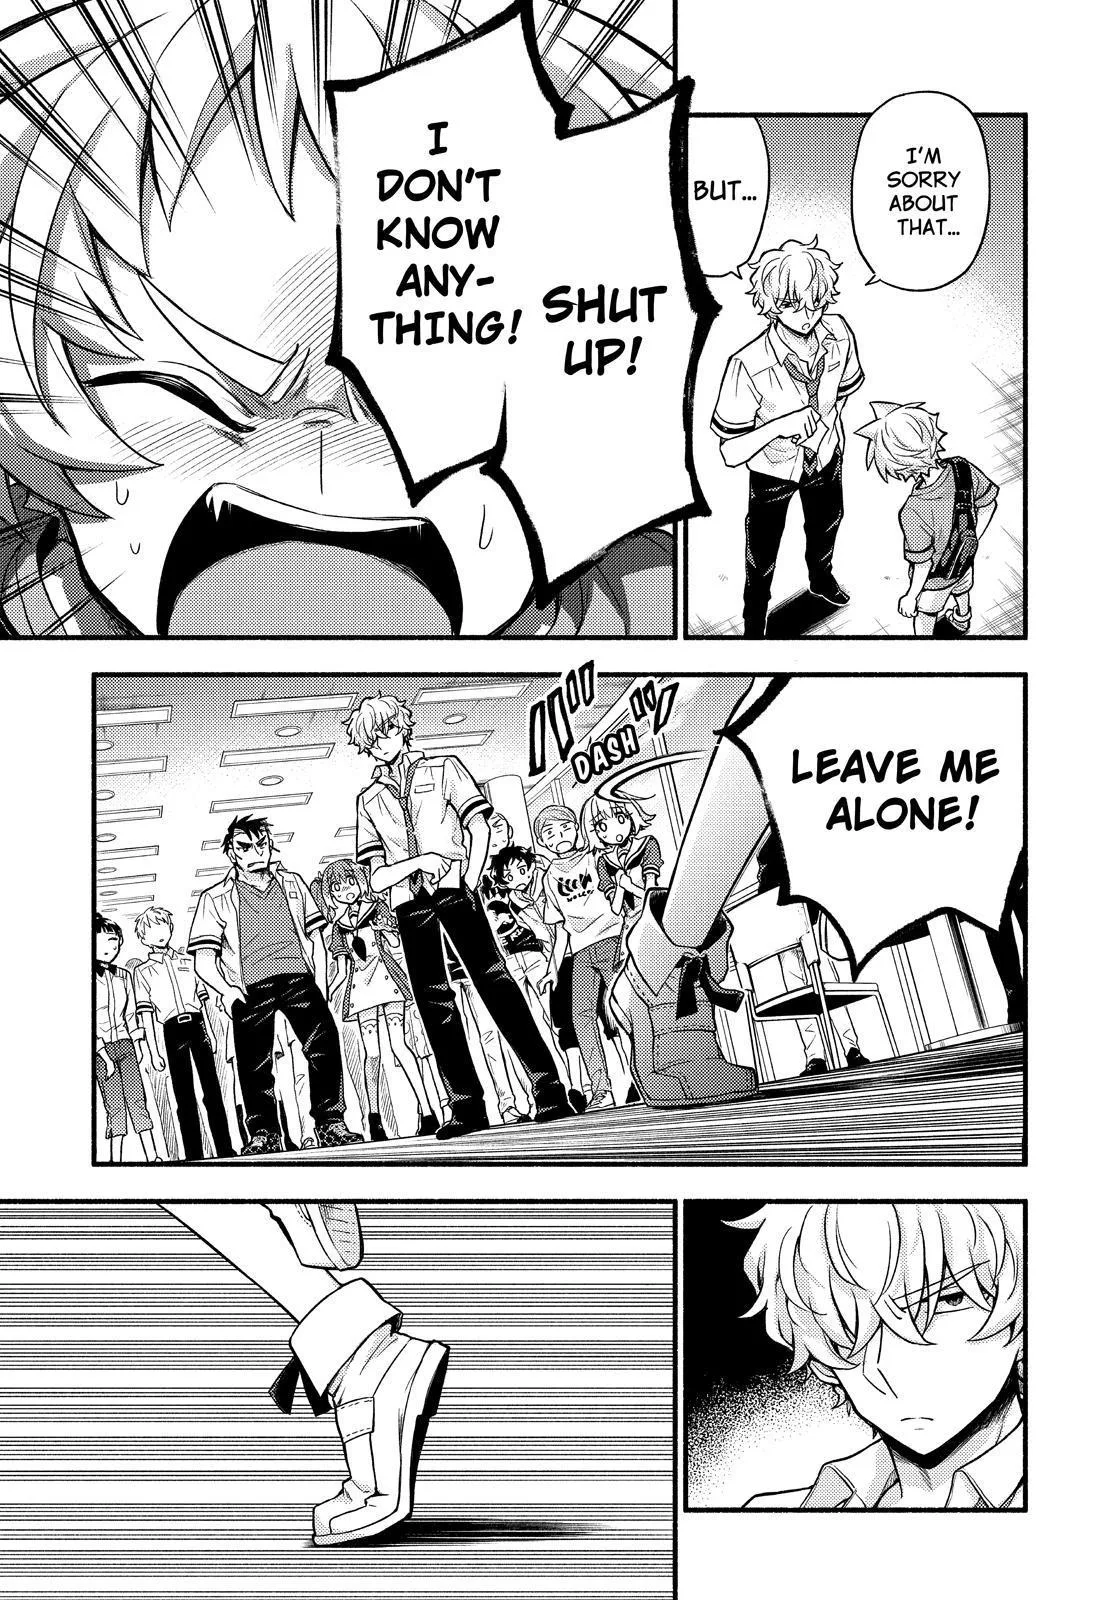 I'M
SORRY
ABOUT
THAT...
BUT...
SHUT
UP!
I
DON'T
KNOW
ANY-
THING!
DASH
LEAVE ME
ALONE!